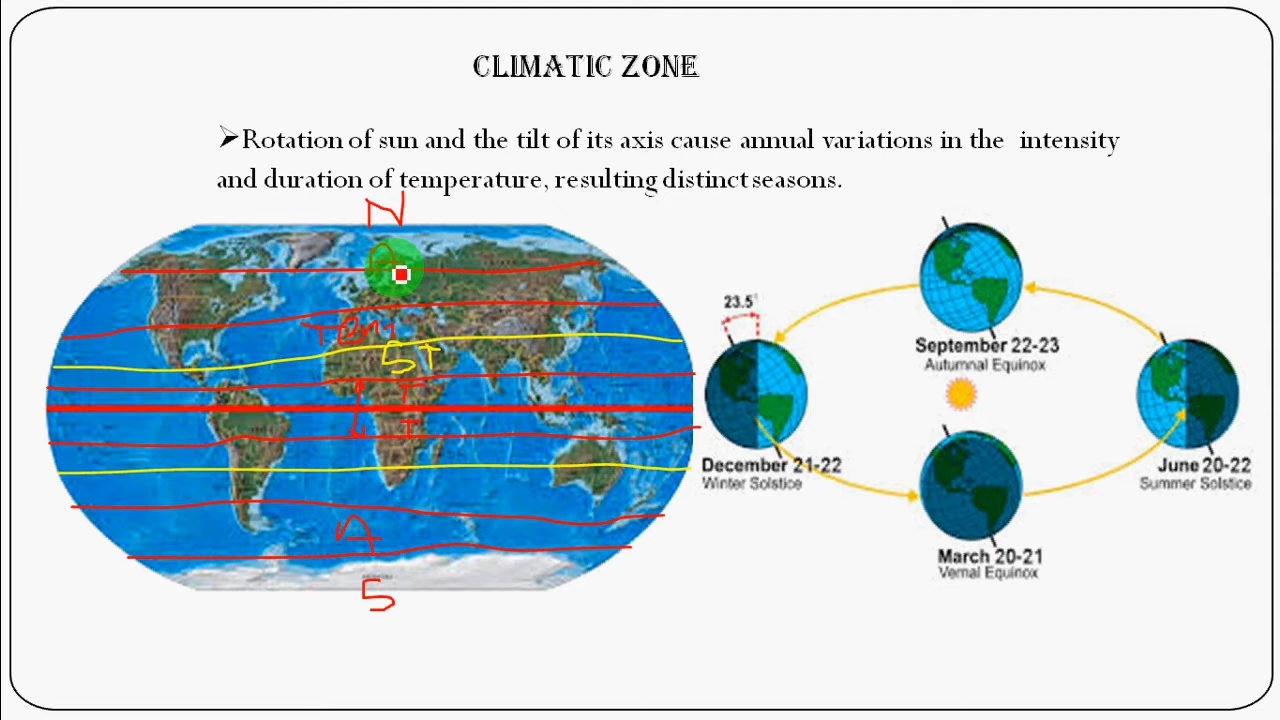 CLIMATIC ZONE
➢Rotation of sun and the tilt of its axis cause annual variations in the intensity
and duration of temperature, resulting distinct seasons.
N
A
Tem
ST
T
T
A
S
23.5°
September 22-23
Autumnal Equinox
December 21-22
Winter Solstice
June 20-22
Summer Solstice
March 20-21
Vernal Equinox